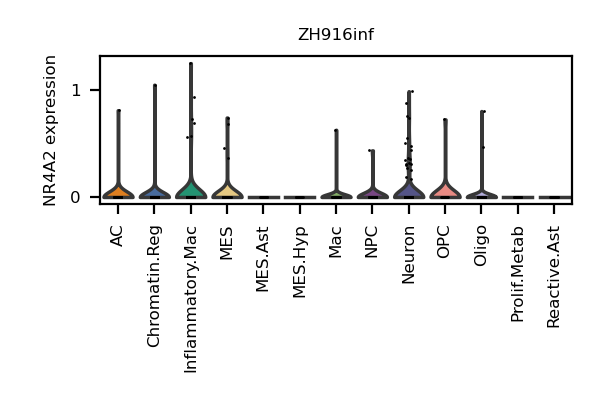 ZH916inf
NR4A2 expression
1
0
AC
Chromatin.Reg
Inflammatory.Mac
MES
MES.Ast
MES.Hyp
Mac
NPC
Neuron
OPC
Oligo
Prolif.Metab
Reactive.Ast